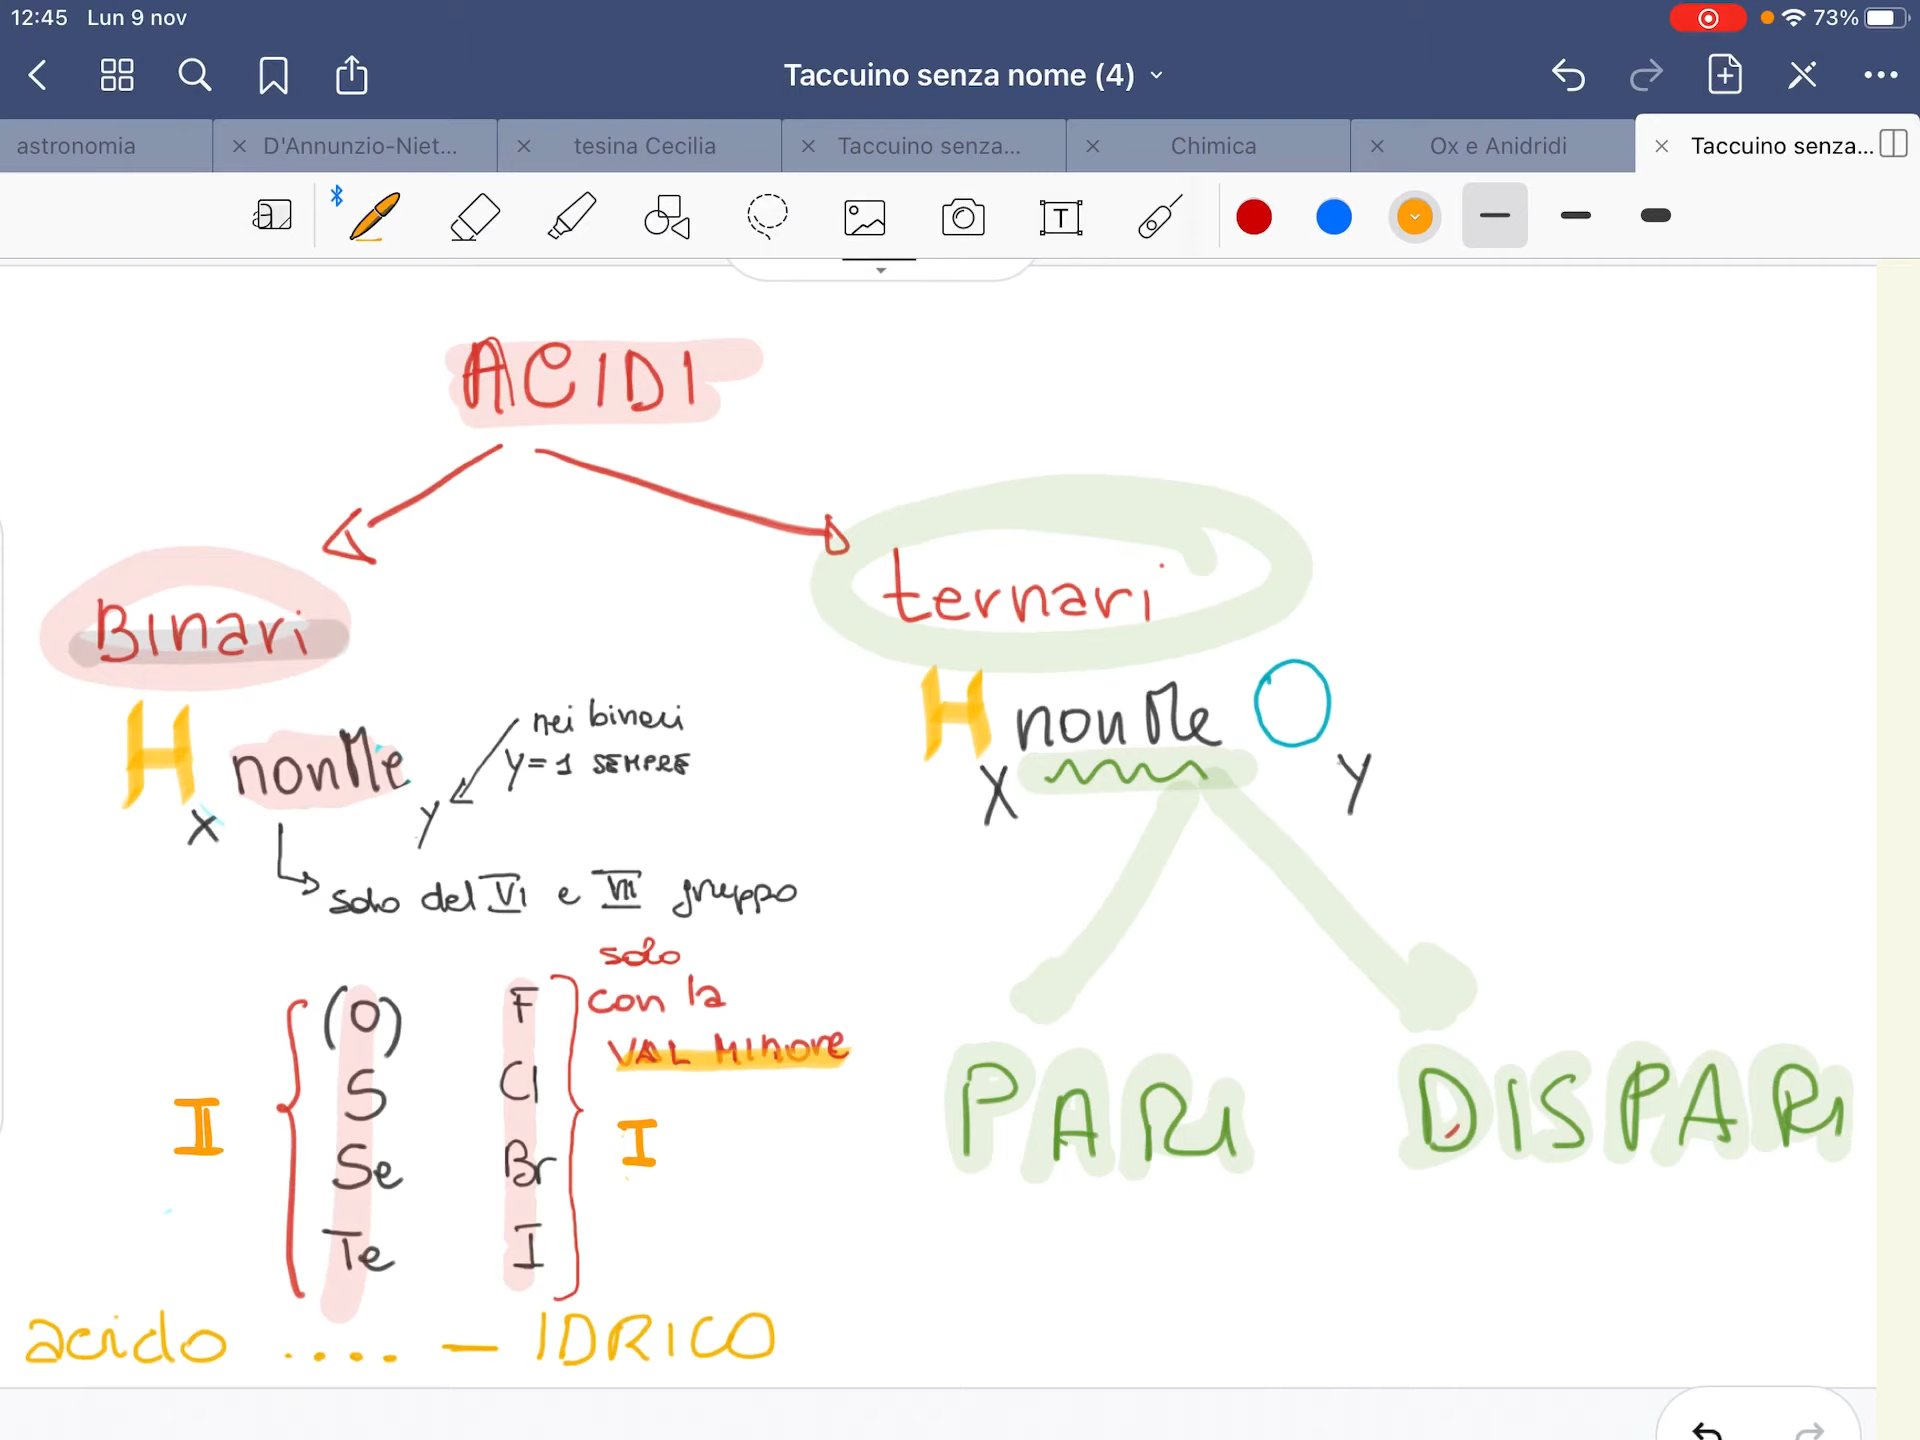 12:45 Lun 9 nov 73%
Taccuino senza nome (4)
astronomia D'Annunzio-Niet... tesina Cecilia Taccuino senza... Chimica Ox e Anidridi Taccuino senza...
T
ACIDI
Binari
H x nonMe y
nei binari
y=1 SEMPRE
solo del VI e VII gruppo
II
(O) F
S Cl
Se Br
Te I
solo
con la
VAL MINORE
I
acido .... - IDRICO
ternari
H x nonMe O y
PARI DISPARI